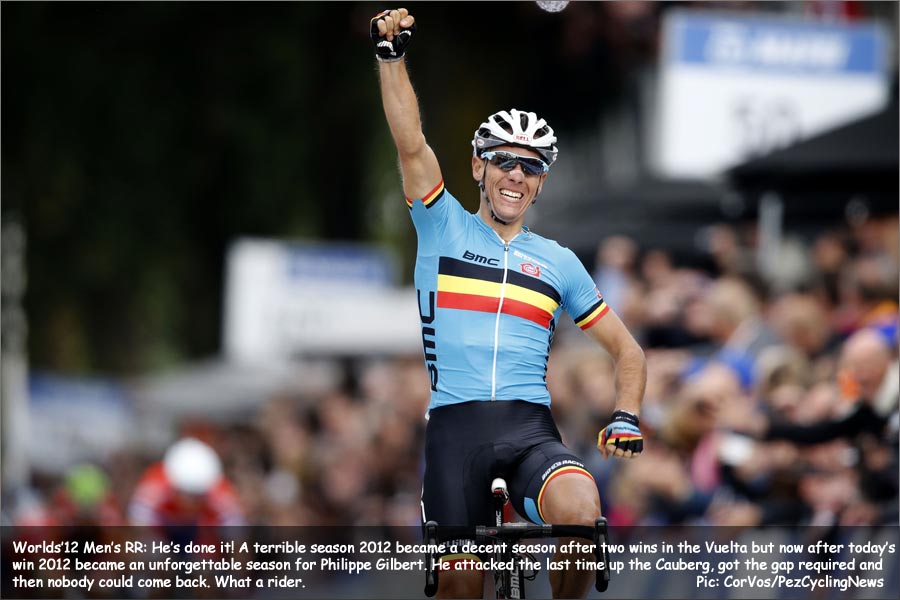 BELL
BMC
BMC
BIORACER
Worlds'12 Men's RR: He's done it! A terrible season 2012 became a decent season after two wins in the Vuelta but now after today's
win 2012 became an unforgettable season for Philippe Gilbert. He attacked the last time up the Cauberg, got the gap required and
then nobody could come back. What a rider.
Pic: CorVos/PezCyclingNews